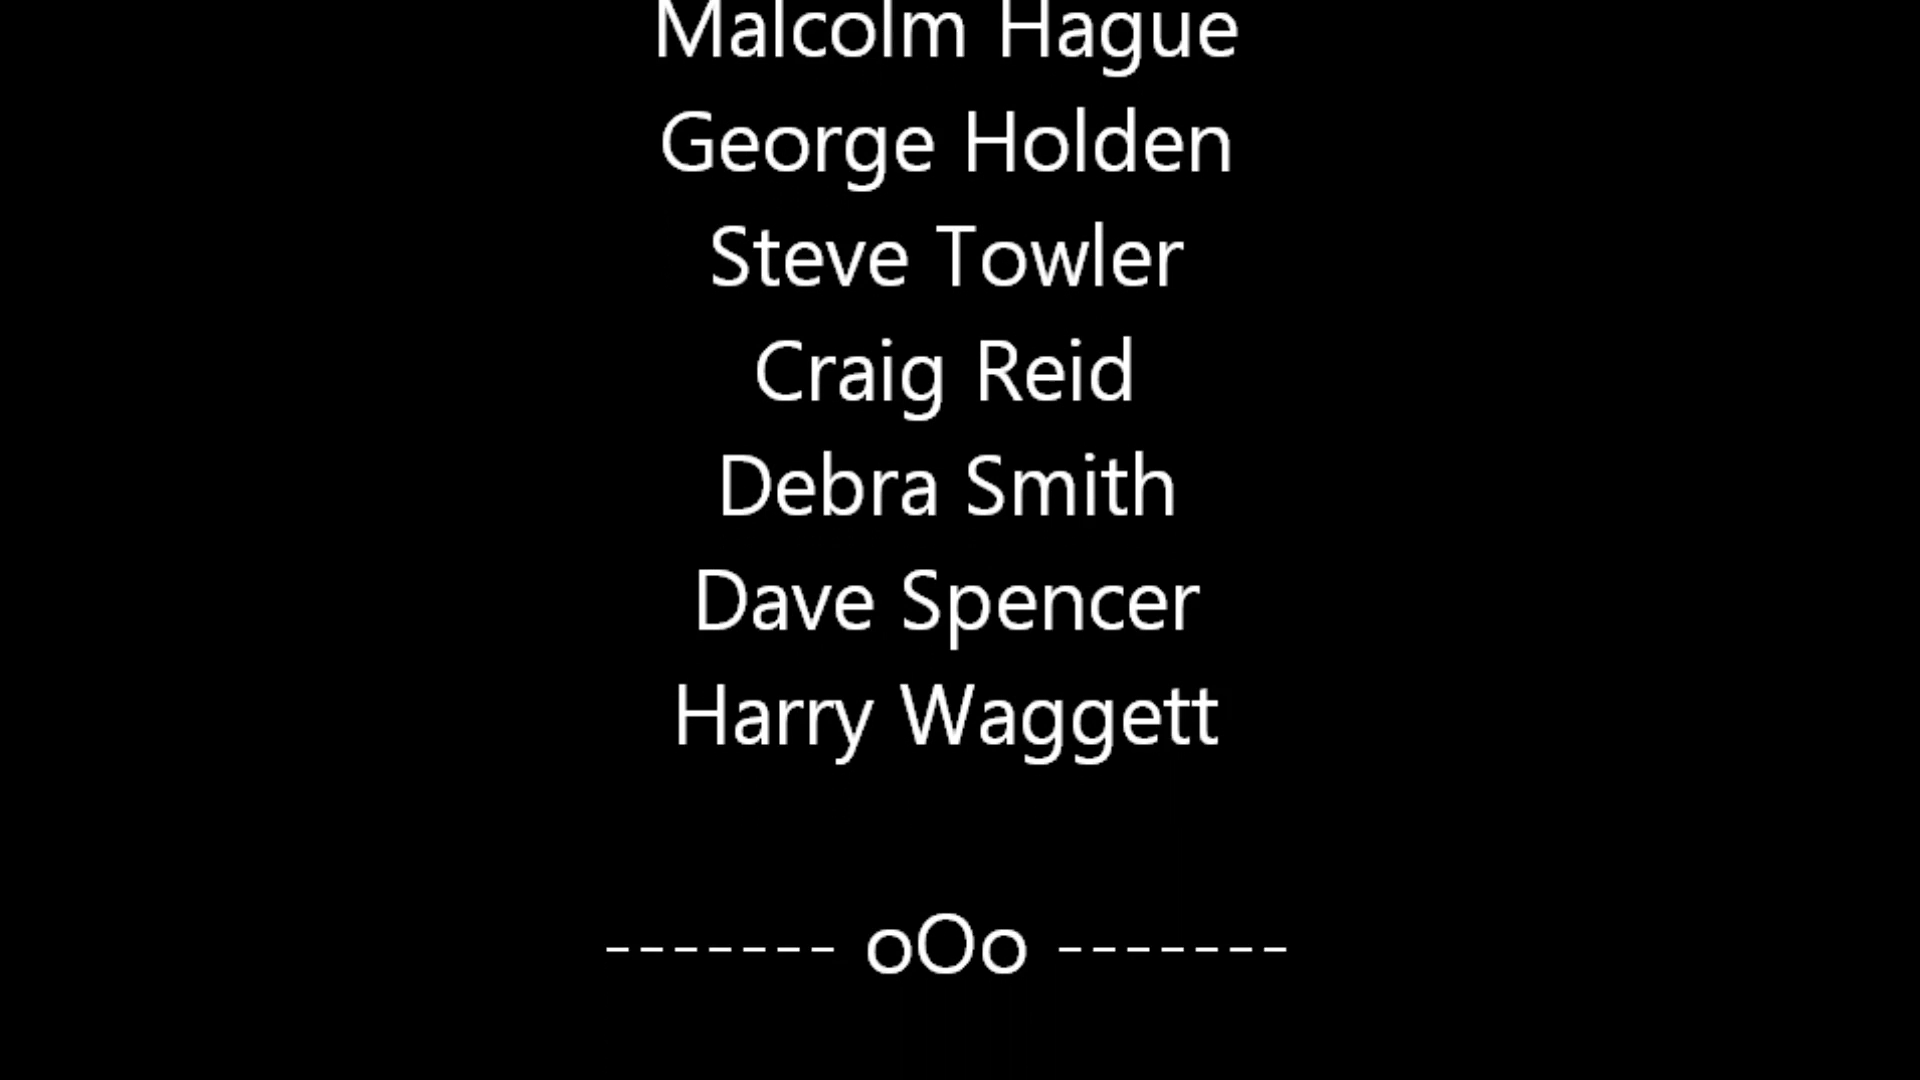 Malcolm Hague
George Holden
Steve Towler
Craig Reid
Debra Smith
Dave Spencer
Harry Waggett
------- oOo -------